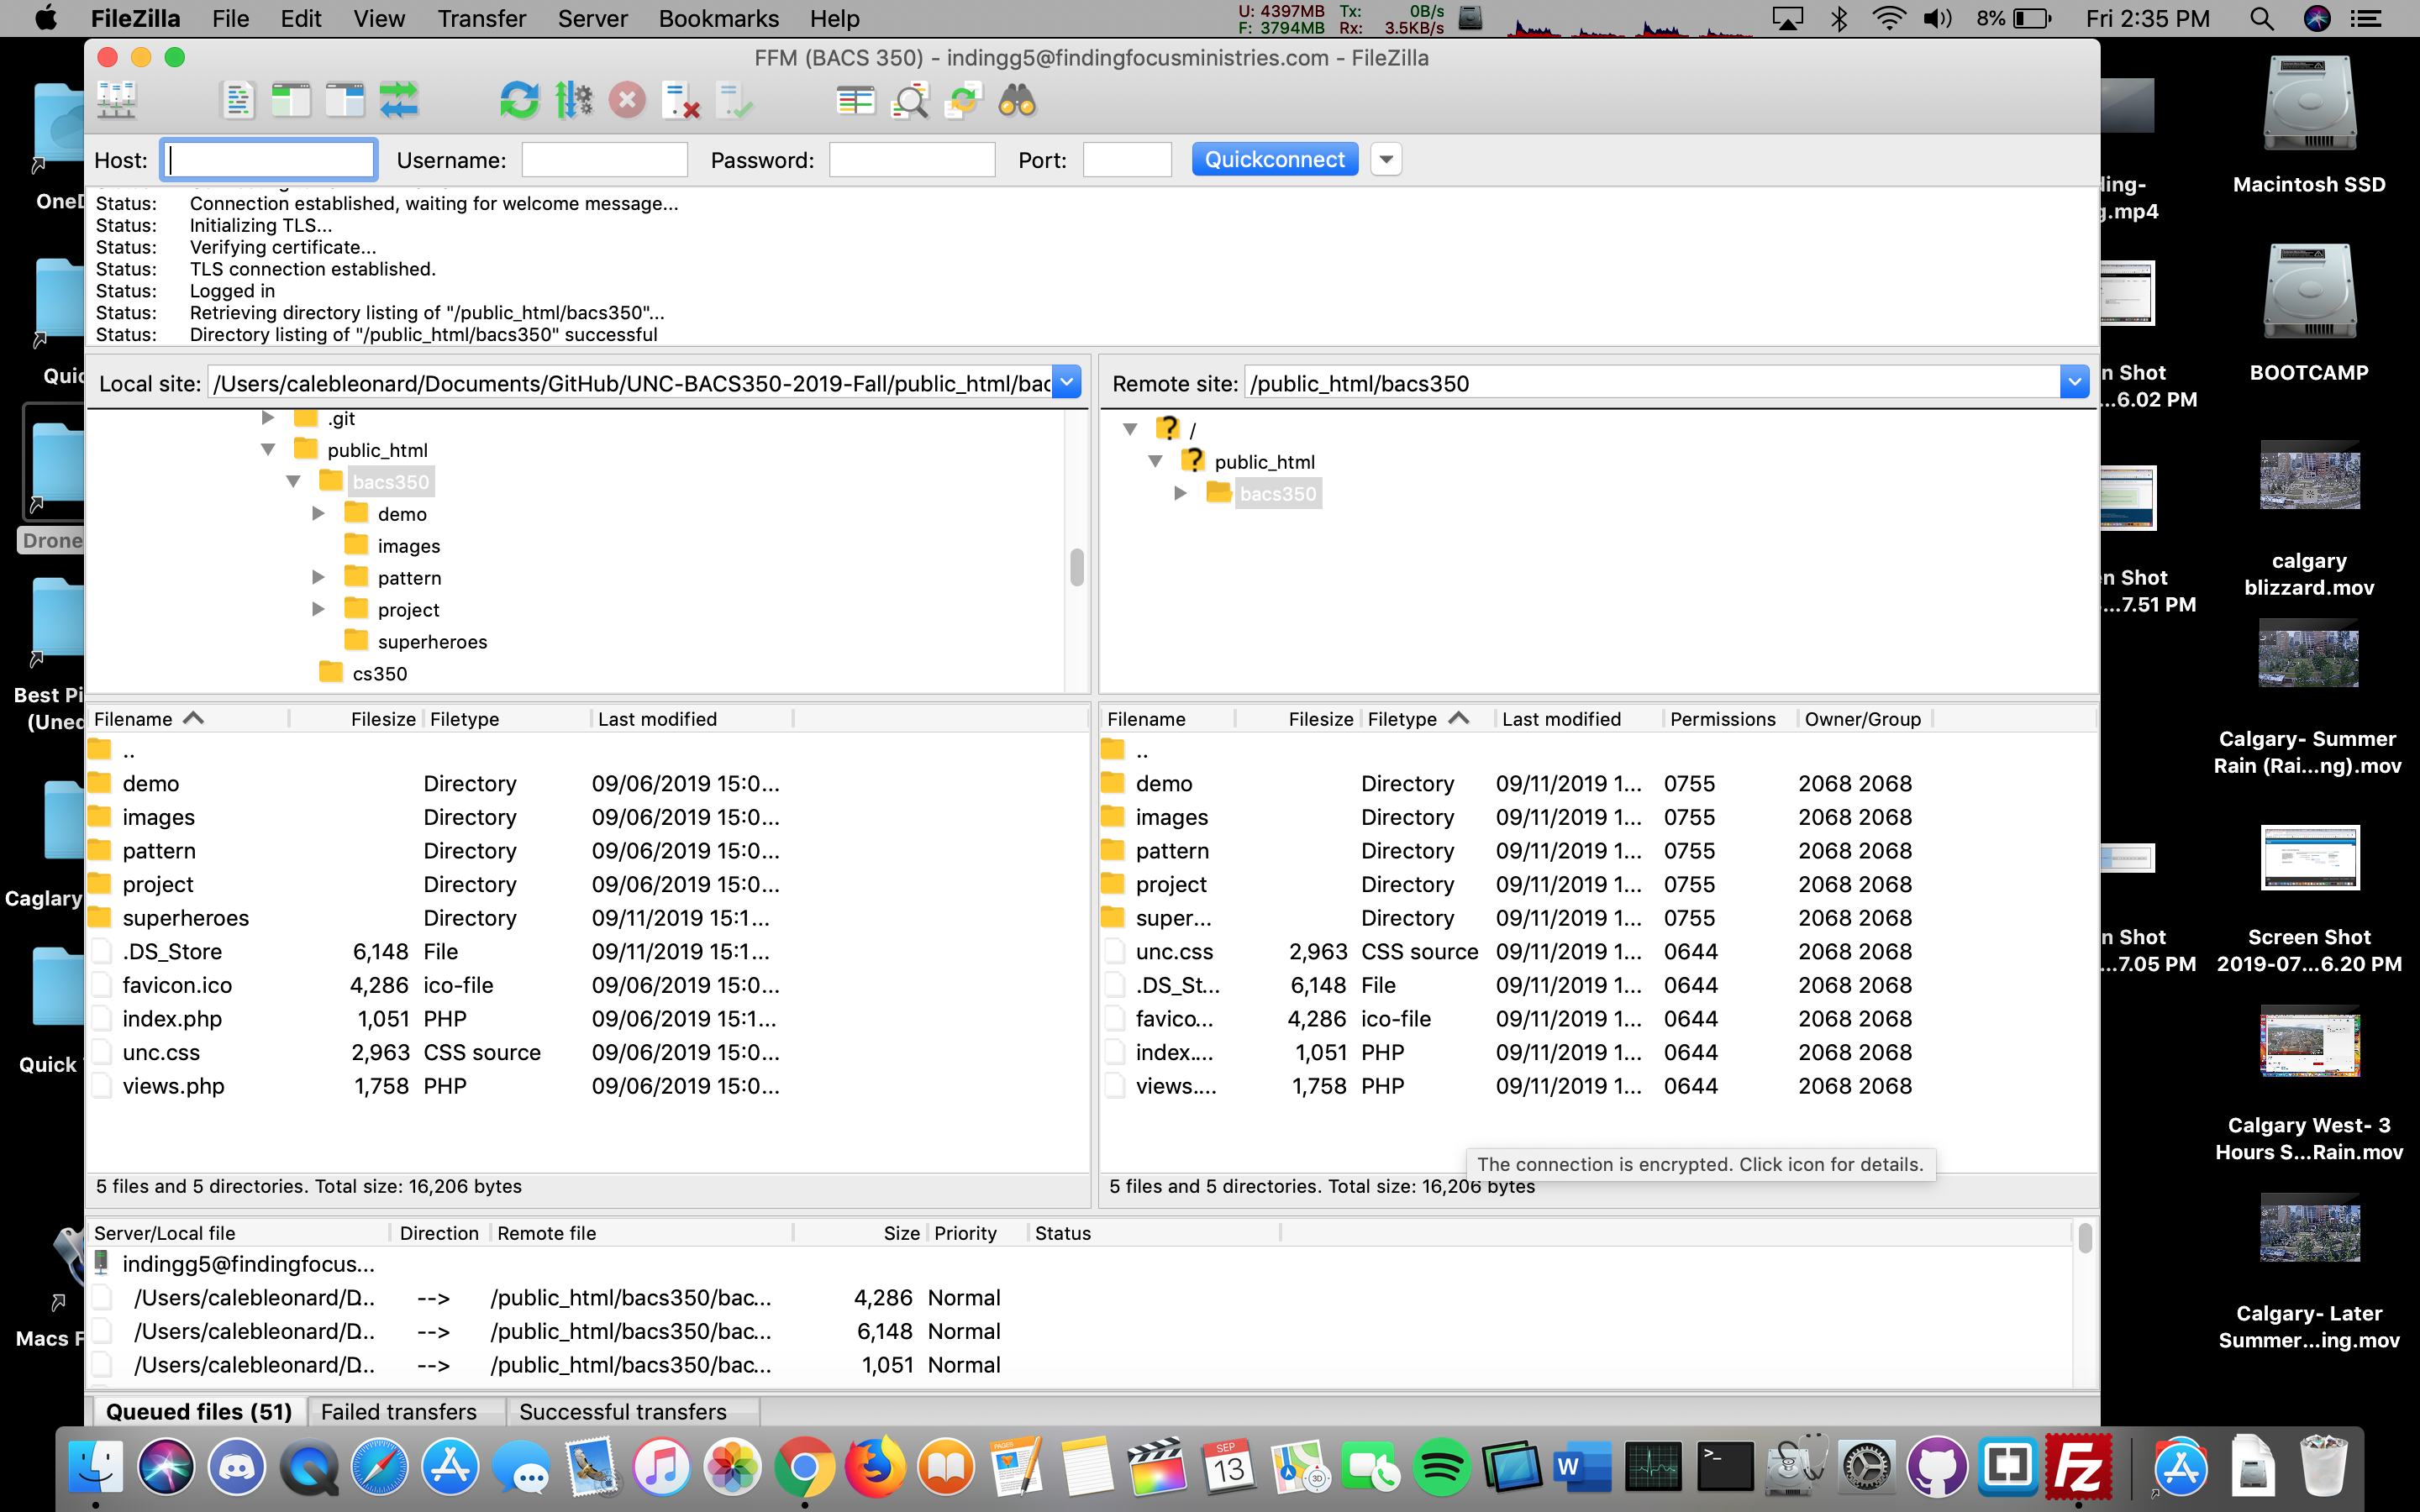 FileZilla File Edit View Transfer Server Bookmarks Help
U: 4397MB Tx: 0B/s
F: 3794MB Rx: 3.5KB/s
8% Fri 2:35 PM
FFM (BACS 350) - indingg5@findingfocusministries.com - FileZilla
Host: Username: Password: Port: Quickconnect
Status: Connection established, waiting for welcome message...
Status: Initializing TLS...
Status: Verifying certificate...
Status: TLS connection established.
Status: Logged in
Status: Retrieving directory listing of "/public_html/bacs350"...
Status: Directory listing of "/public_html/bacs350" successful
Local site: /Users/calebleonard/Documents/GitHub/UNC-BACS350-2019-Fall/public_html/bac
.git
public_html
bacs350
demo
images
pattern
project
superheroes
cs350
Remote site: /public_html/bacs350
/
public_html
bacs350
Filename Filesize Filetype Last modified
..
demo Directory 09/06/2019 15:0...
images Directory 09/06/2019 15:0...
pattern Directory 09/06/2019 15:0...
project Directory 09/06/2019 15:0...
superheroes Directory 09/11/2019 15:1...
.DS_Store 6,148 File 09/11/2019 15:1...
favicon.ico 4,286 ico-file 09/06/2019 15:0...
index.php 1,051 PHP 09/06/2019 15:1...
unc.css 2,963 CSS source 09/06/2019 15:0...
views.php 1,758 PHP 09/06/2019 15:0...
5 files and 5 directories. Total size: 16,206 bytes
Filename Filesize Filetype Last modified Permissions Owner/Group
..
demo Directory 09/11/2019 1... 0755 2068 2068
images Directory 09/11/2019 1... 0755 2068 2068
pattern Directory 09/11/2019 1... 0755 2068 2068
project Directory 09/11/2019 1... 0755 2068 2068
super... Directory 09/11/2019 1... 0755 2068 2068
unc.css 2,963 CSS source 09/11/2019 1... 0644 2068 2068
.DS_St... 6,148 File 09/11/2019 1... 0644 2068 2068
favico... 4,286 ico-file 09/11/2019 1... 0644 2068 2068
index.... 1,051 PHP 09/11/2019 1... 0644 2068 2068
views.... 1,758 PHP 09/11/2019 1... 0644 2068 2068
The connection is encrypted. Click icon for details.
5 files and 5 directories. Total size: 16,206 bytes
Server/Local file Direction Remote file Size Priority Status
indingg5@findingfocus...
/Users/calebleonard/D... --> /public_html/bacs350/bac... 4,286 Normal
/Users/calebleonard/D... --> /public_html/bacs350/bac... 6,148 Normal
/Users/calebleonard/D... --> /public_html/bacs350/bac... 1,051 Normal
Queued files (51) Failed transfers Successful transfers
OneD
Quic
Drone
Best Pi
(Uned
Caglary
Quick
Macs F
ding-
g.mp4
n Shot
...6.02 PM
en Shot
...7.51 PM
n Shot
...7.05 PM
Macintosh SSD
BOOTCAMP
calgary
blizzard.mov
Calgary- Summer
Rain (Rai...ng).mov
Screen Shot
2019-07...6.20 PM
Calgary West- 3
Hours S...Rain.mov
Calgary- Later
Summer...ing.mov
PAGES
SEP
13
3D
W
>_
Fz